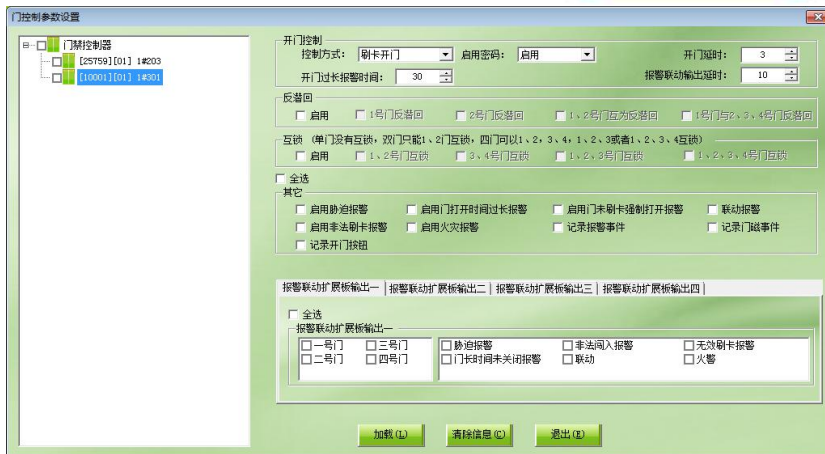 门控制参数设置
门禁控制器
[25759][01] 1#203
[10001][01] 1#301
开门控制
控制方式: 刷卡开门 启用密码: 启用 开门延时: 3
开门过长报警时间: 30 报警联动输出延时: 10
反潜回
启用 1号门反潜回 2号门反潜回 1、2号门互为反潜回 1号门与2、3、4号门反潜回
互锁 (单门没有互锁，双门只能1、2门互锁，四门可以1、2，3、4，1、2、3或者1、2、3、4互锁)
启用 1、2号门互锁 3、4号门互锁 1、2、3号门互锁 1、2、3、4号门互锁
全选
其它
启用胁迫报警 启用门打开时间过长报警 启用门未刷卡强制打开报警 联动报警
启用非法刷卡报警 启用火灾报警 记录报警事件 记录门磁事件
记录开门按钮
报警联动扩展板输出一 报警联动扩展板输出二 报警联动扩展板输出三 报警联动扩展板输出四
全选
报警联动扩展板输出一
一号门 三号门 胁迫报警 非法闯入报警 无效刷卡报警
二号门 四号门 门长时间未关闭报警 联动 火警
加载(L) 清除信息(C) 退出(E)